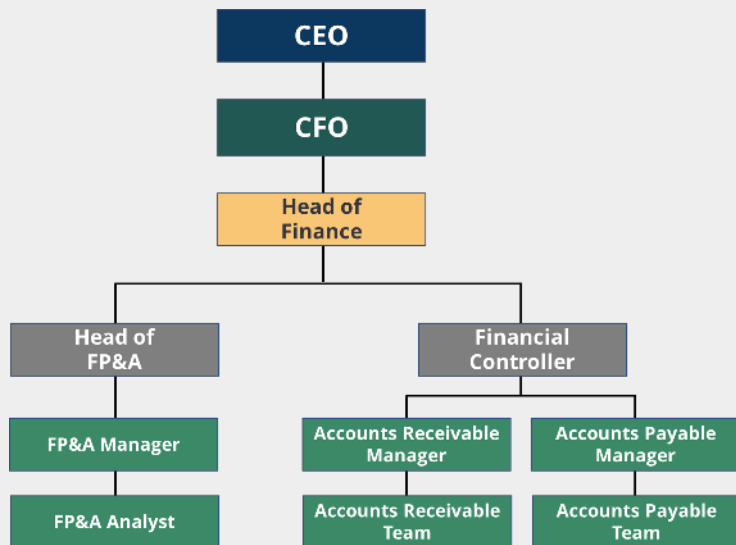 CEO
CFO
Head of
Finance
Head of
FP&A
Financial
Controller
FP&A Manager
Accounts Receivable
Manager
Accounts Payable
Manager
FP&A Analyst
Accounts Receivable
Team
Accounts Payable
Team